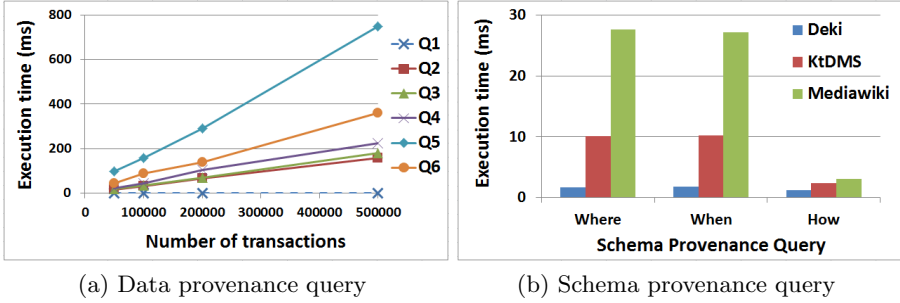 800
600
400
200
0
Execution time (ms)
0
100000
200000
300000
400000
500000
Number of transactions
Q1
Q2
Q3
Q4
Q5
Q6
(a) Data provenance query
30
20
10
0
Execution time (ms)
Deki
KtDMS
Mediawiki
Where
When
How
Schema Provenance Query
(b) Schema provenance query